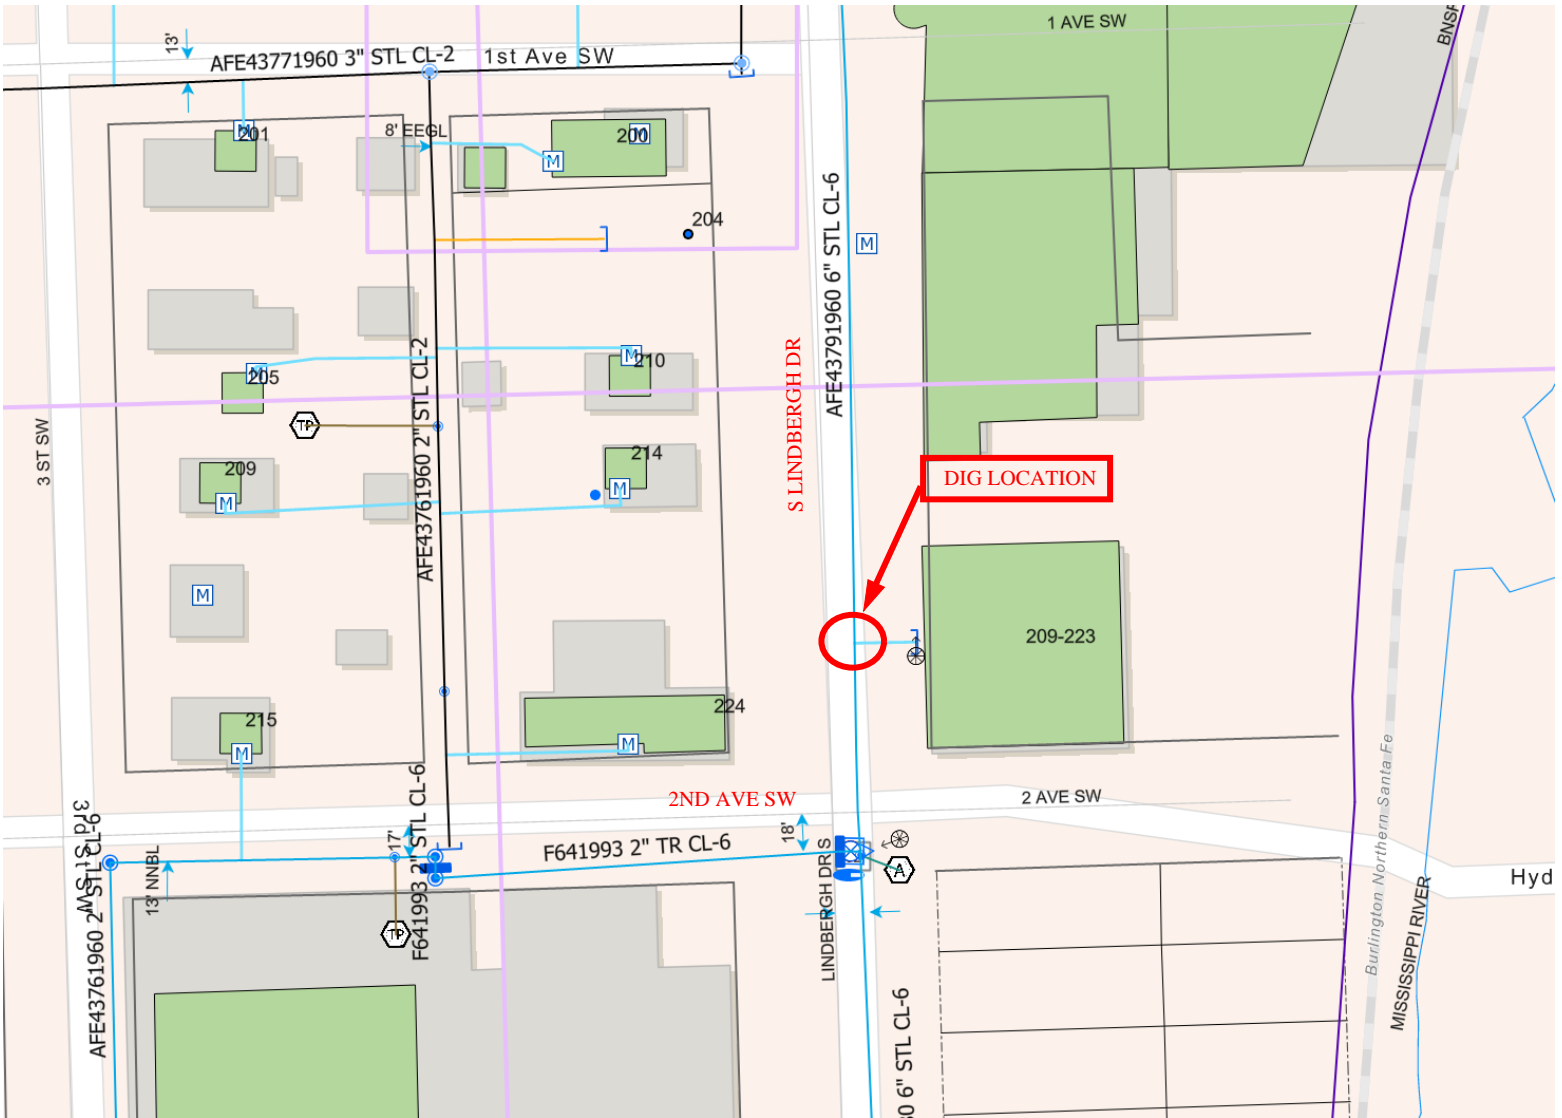 1 AVE SW
BNSF
13'
AFE43771960 3" STL CL-2
1st Ave SW
201
8' EEGL
200
M
M
M
M
204
AFE43791960 6" STL CL-6
M
210
205
M
AFE43761960 2" STL CL-2
S LINDBERGH DR
TP
3 ST SW
209
214
M
M
DIG LOCATION
M
209-223
215
224
M
M
Burlington Northern Santa Fe
2ND AVE SW
2 AVE SW
3rd St SW
17'
18'
F641993 2" TR CL-6
F641993 2" STL CL-6
LINDBERGH DR S
A
13' NNBL
AFE43761960 2" STL CL-6
TP
Hyd
MISSISSIPPI RIVER
30 6" STL CL-6